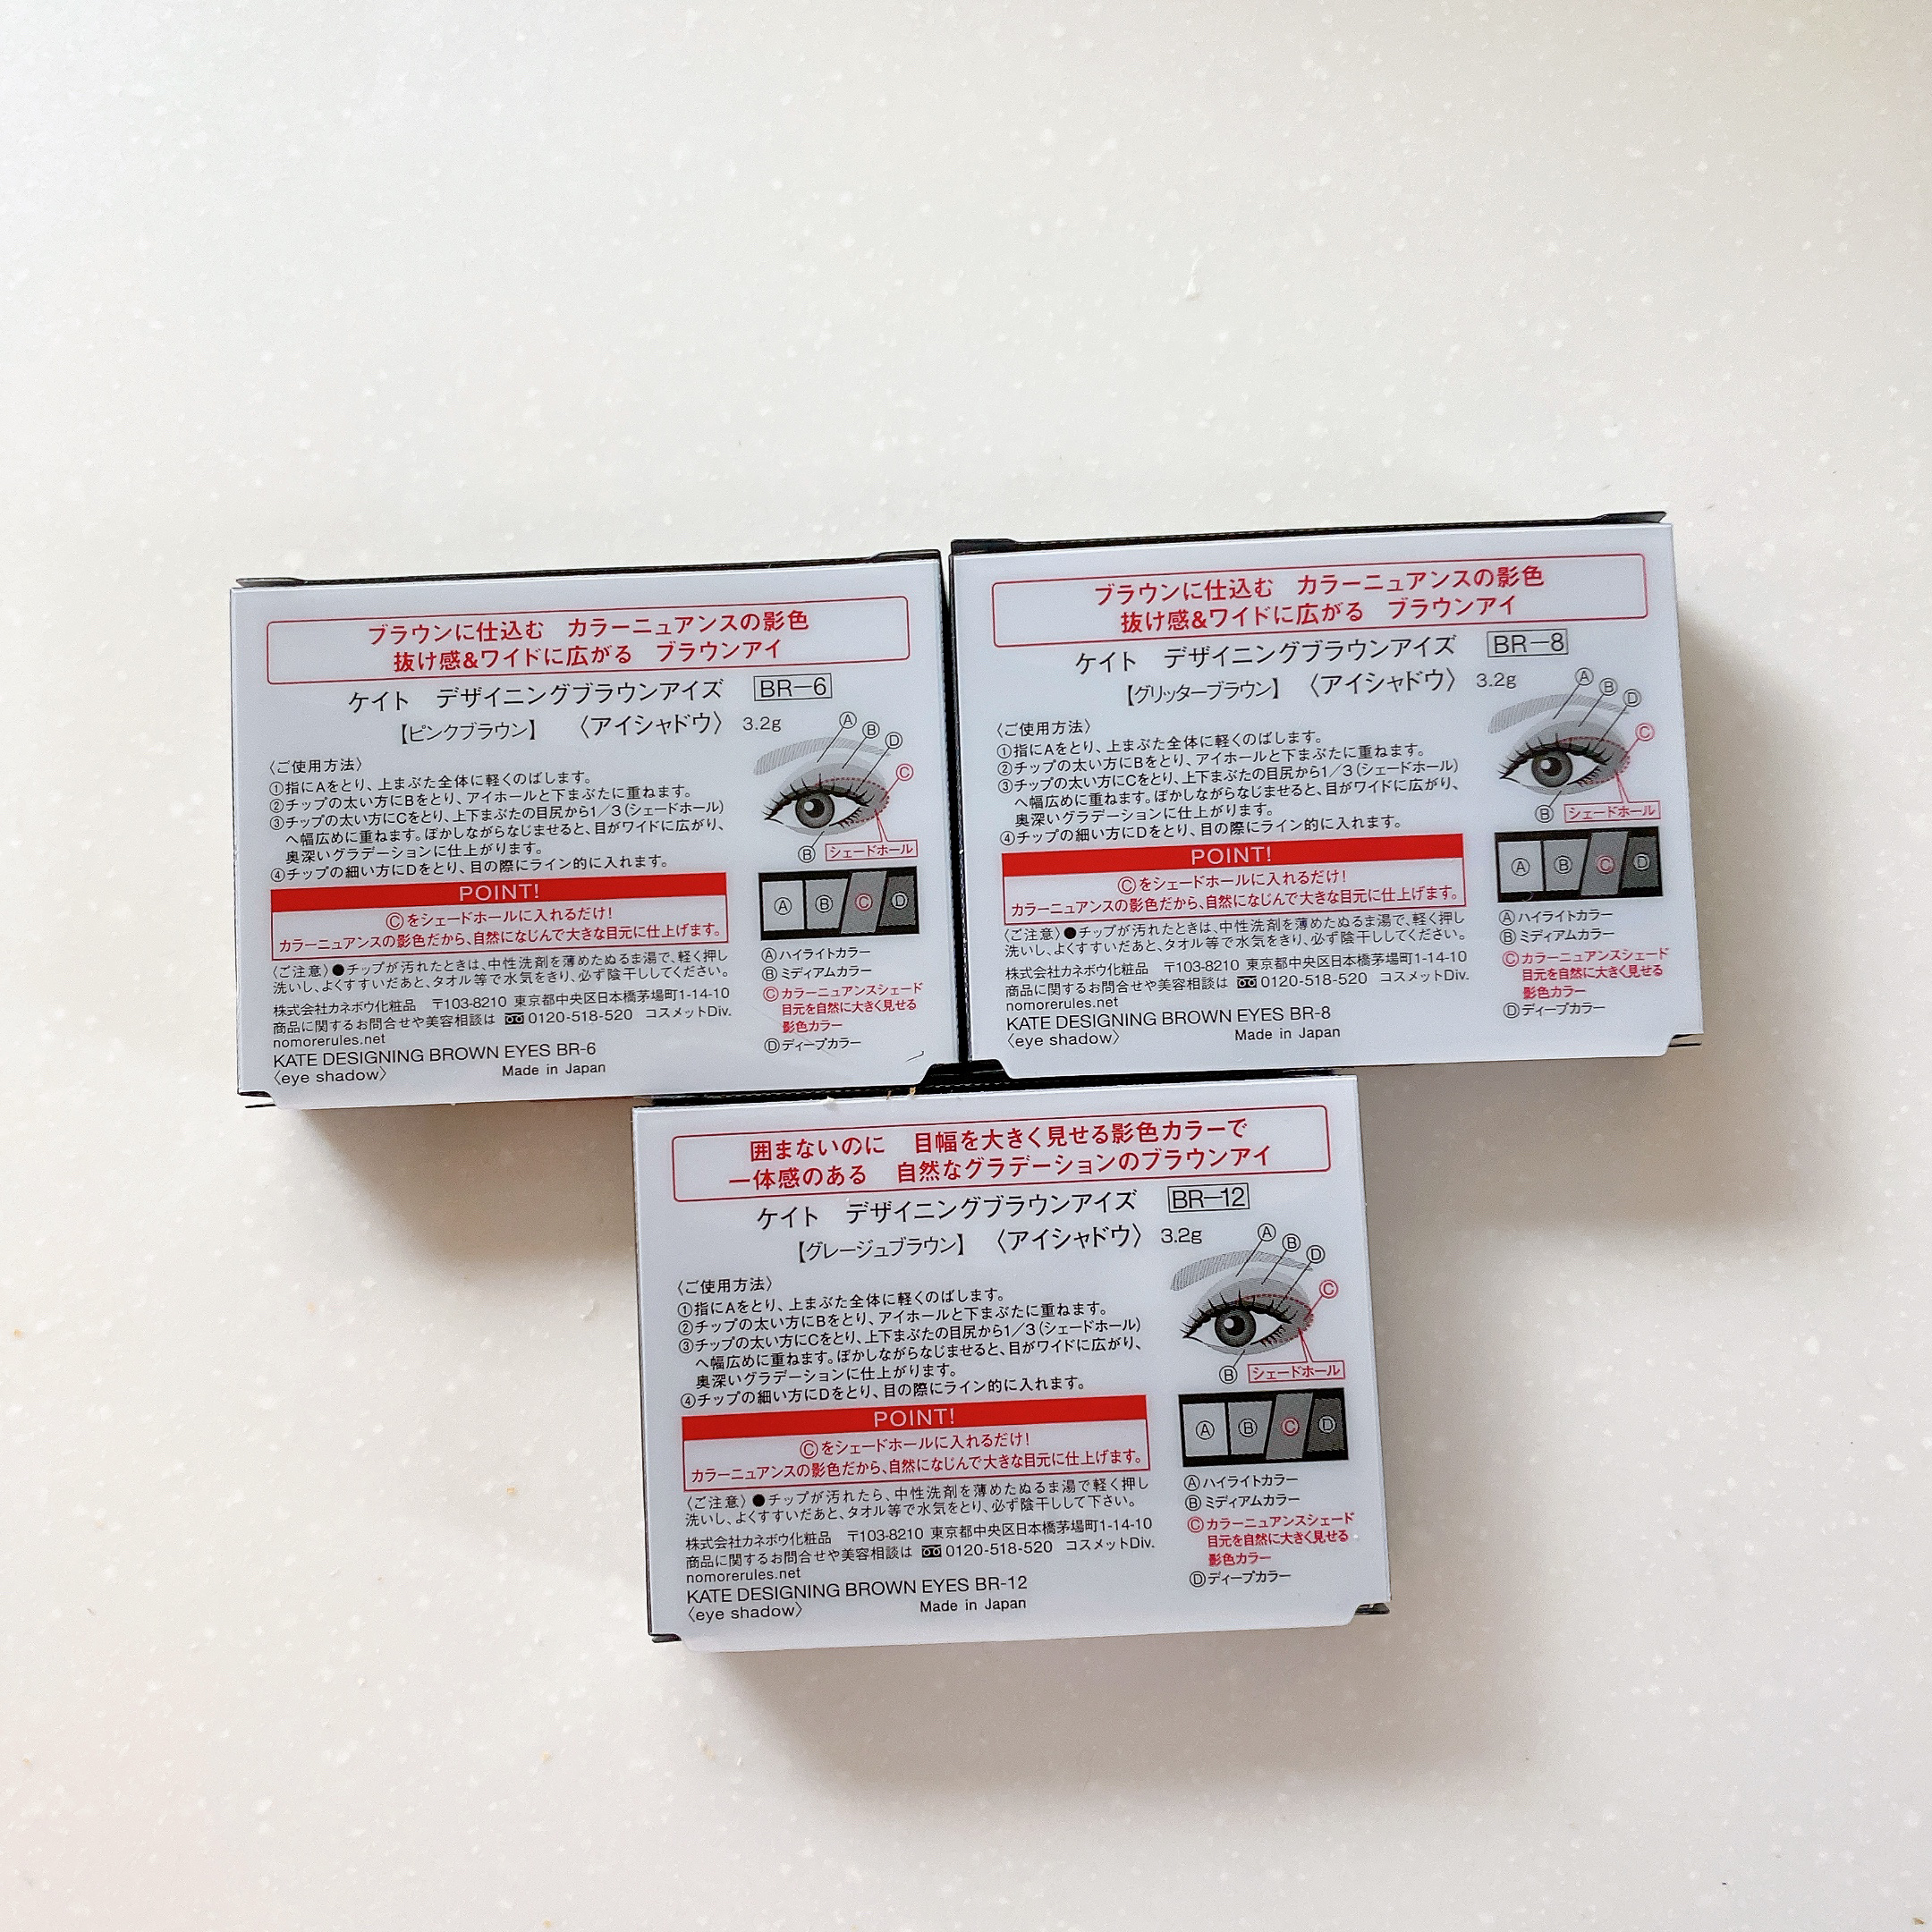 ブラウンに仕込む　カラーニュアンスの影色
抜け感&ワイドに広がる　ブラウンアイ
ケイト　デザイニングブラウンアイズ　BR−6
【ピンクブラウン】　〈アイシャドウ〉　3.2g
〈ご使用方法〉
①指にAをとり、上まぶた全体に軽くのばします。
②チップの太い方にBをとり、アイホールと下まぶたに重ねます。
③チップの太い方にCをとり、上下まぶたの目尻から1／3(シェードホール)
へ幅広めに重ねます。ぼかしながらなじませると、目がワイドに広がり、
奥深いグラデーションに仕上がります。
④チップの細い方にDをとり、目の際にライン的に入れます。
POINT!
Ⓒをシェードホールに入れるだけ！
カラーニュアンスの影色だから、自然になじんで大きな目元に仕上げます。
〈ご注意〉●チップが汚れたときは、中性洗剤を薄めたぬるま湯で、軽く押し
洗いし、よくすすいだあと、タオル等で水気をきり、必ず陰干ししてください。
株式会社カネボウ化粧品　〒103-8210 東京都中央区日本橋茅場町1-14-10
商品に関するお問合せや美容相談は 0120-518-520　コスメットDiv.
nomorerules.net
KATE DESIGNING BROWN EYES BR-6
〈eye shadow〉　Made in Japan
Ⓐ
Ⓑ
Ⓓ
Ⓒ
Ⓑ シェードホール
Ⓐ Ⓑ Ⓒ Ⓓ
Ⓐハイライトカラー
Ⓑミディアムカラー
Ⓒカラーニュアンスシェード
目元を自然に大きく見せる
影色カラー
Ⓓディープカラー
ブラウンに仕込む　カラーニュアンスの影色
抜け感&ワイドに広がる　ブラウンアイ
ケイト　デザイニングブラウンアイズ　BR−8
【グリッターブラウン】　〈アイシャドウ〉　3.2g
〈ご使用方法〉
①指にAをとり、上まぶた全体に軽くのばします。
②チップの太い方にBをとり、アイホールと下まぶたに重ねます。
③チップの太い方にCをとり、上下まぶたの目尻から1／3(シェードホール)
へ幅広めに重ねます。ぼかしながらなじませると、目がワイドに広がり、
奥深いグラデーションに仕上がります。
④チップの細い方にDをとり、目の際にライン的に入れます。
POINT!
Ⓒをシェードホールに入れるだけ！
カラーニュアンスの影色だから、自然になじんで大きな目元に仕上げます。
〈ご注意〉●チップが汚れたときは、中性洗剤を薄めたぬるま湯で、軽く押し
洗いし、よくすすいだあと、タオル等で水気をきり、必ず陰干ししてください。
株式会社カネボウ化粧品　〒103-8210 東京都中央区日本橋茅場町1-14-10
商品に関するお問合せや美容相談は 0120-518-520　コスメットDiv.
nomorerules.net
KATE DESIGNING BROWN EYES BR-8
〈eye shadow〉　Made in Japan
Ⓐ
Ⓑ
Ⓓ
Ⓒ
Ⓑ シェードホール
Ⓐ Ⓑ Ⓒ Ⓓ
Ⓐハイライトカラー
Ⓑミディアムカラー
Ⓒカラーニュアンスシェード
目元を自然に大きく見せる
影色カラー
Ⓓディープカラー
囲まないのに　目幅を大きく見せる影色カラーで
一体感のある　自然なグラデーションのブラウンアイ
ケイト　デザイニングブラウンアイズ　BR−12
【グレージュブラウン】　〈アイシャドウ〉　3.2g
〈ご使用方法〉
①指にAをとり、上まぶた全体に軽くのばします。
②チップの太い方にBをとり、アイホールと下まぶたに重ねます。
③チップの太い方にCをとり、上下まぶたの目尻から1／3(シェードホール)
へ幅広めに重ねます。ぼかしながらなじませると、目がワイドに広がり、
奥深いグラデーションに仕上がります。
④チップの細い方にDをとり、目の際にライン的に入れます。
POINT!
Ⓒをシェードホールに入れるだけ！
カラーニュアンスの影色だから、自然になじんで大きな目元に仕上げます。
〈ご注意〉●チップが汚れたら、中性洗剤を薄めたぬるま湯で軽く押し
洗いし、よくすすいだあと、タオル等で水気をとり、必ず陰干しして下さい。
株式会社カネボウ化粧品　〒103-8210 東京都中央区日本橋茅場町1-14-10
商品に関するお問合せや美容相談は 0120-518-520　コスメットDiv.
nomorerules.net
KATE DESIGNING BROWN EYES BR-12
〈eye shadow〉　Made in Japan
Ⓐ
Ⓑ
Ⓓ
Ⓒ
Ⓑ シェードホール
Ⓐ Ⓑ Ⓒ Ⓓ
Ⓐハイライトカラー
Ⓑミディアムカラー
Ⓒカラーニュアンスシェード
目元を自然に大きく見せる
影色カラー
Ⓓディープカラー